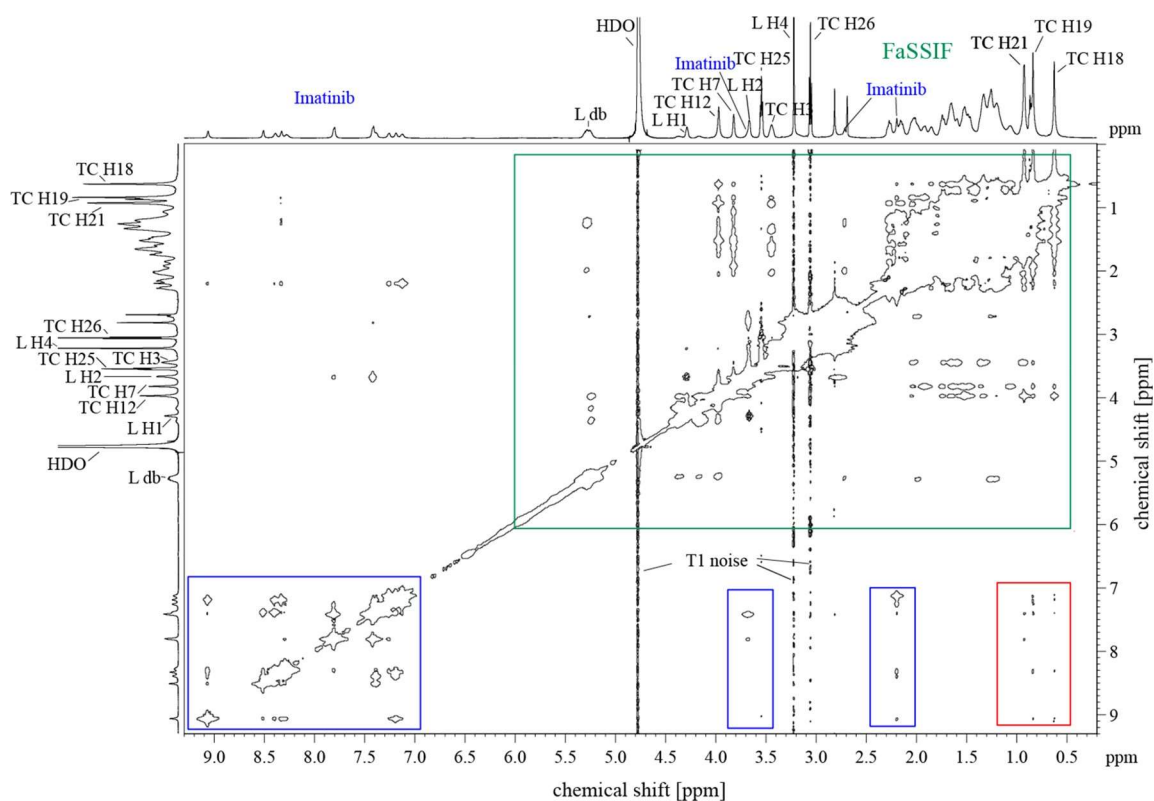 HDO
L H4
TC H26
TC H25
FaSSIF
TC H19
TC H21
TC H18
Imatinib
Imatinib
TC H7
L H2
Imatinib
TC H12
TC H3
L db
L H1
ppm
TC H18
TC H19
TC H21
TC H26
L H4
TC H25
TC H3
L H2
TC H7
TC H12
L H1
HDO
L db
1
2
3
4
5
6
7
8
9
chemical shift [ppm]
T1 noise
9.0 8.5 8.0 7.5 7.0 6.5 6.0 5.5 5.0 4.5 4.0 3.5 3.0 2.5 2.0 1.5 1.0 0.5 ppm
chemical shift [ppm]